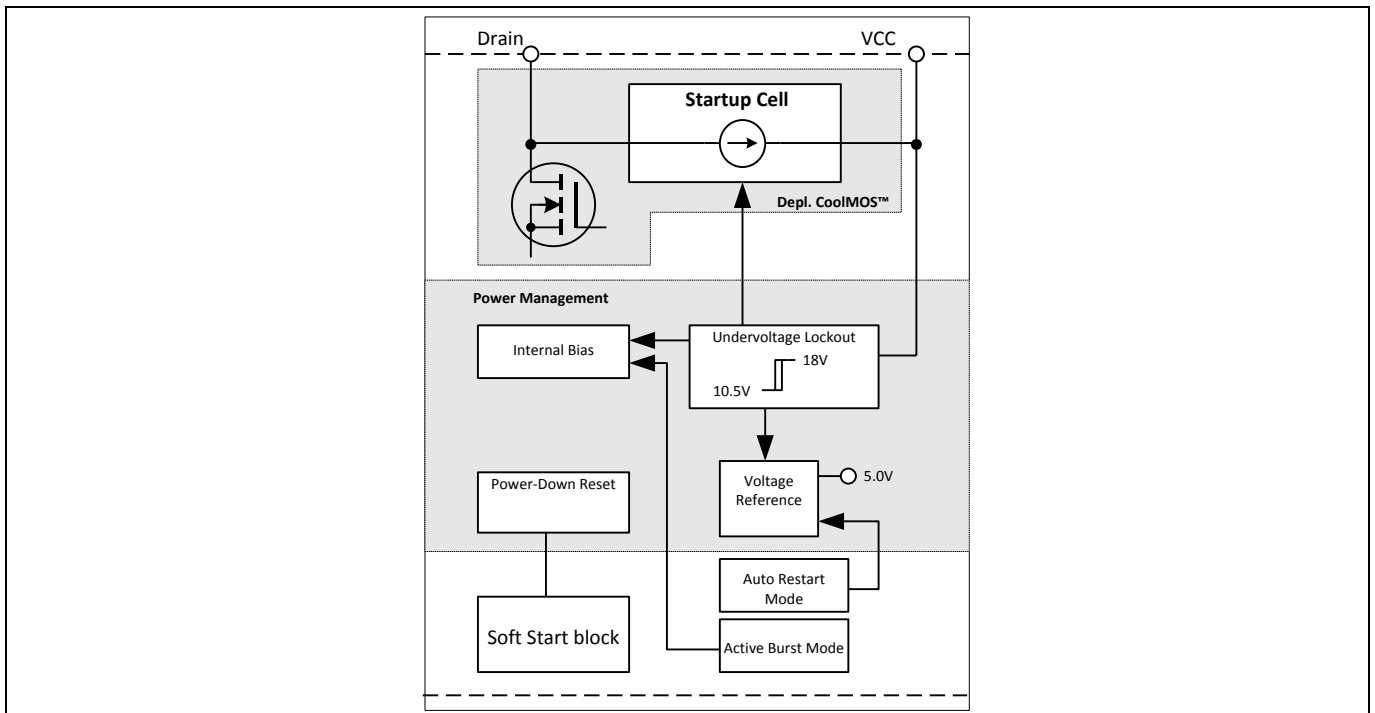 Drain
VCC
Startup Cell
Depl. CoolMOS™
Power Management
Internal Bias
Undervoltage Lockout
18V
10.5V
Power-Down Reset
Voltage
Reference
5.0V
Auto Restart
Mode
Soft Start block
Active Burst Mode